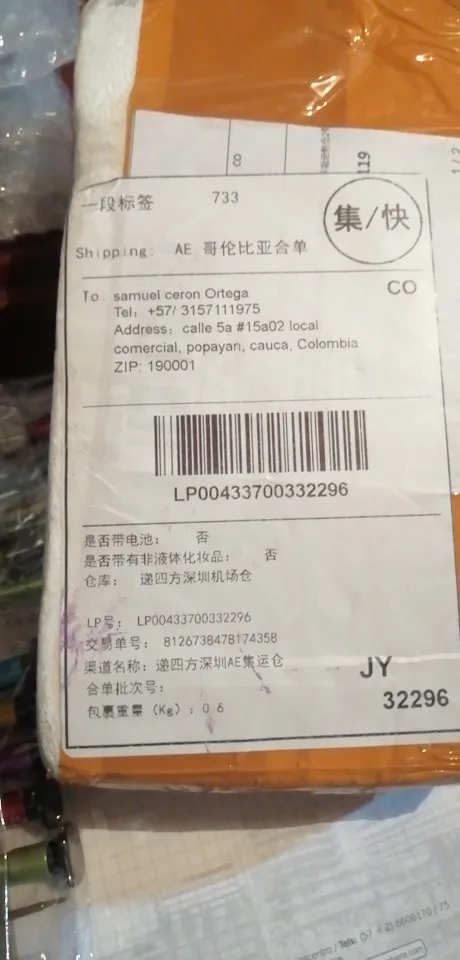 CO
119
1/2
一段标签 733
集/快
Shipping: AE 哥伦比亚合单
To. samuel ceron Ortega
CO
Tel: +57/ 3157111975
Address: calle 5a #15a02 local
comercial, popayan, cauca, Colombia
ZIP: 190001
LP00433700332296
是否带电池: 否
是否带有非液体化妆品: 否
仓库: 递四方深圳机场仓
LP号: LP00433700332296
交易单号: 8126738478174358
渠道名称: 递四方深圳AE集运仓
JY
合单批次号:
32296
包裹重量 (Kg) : 0.6